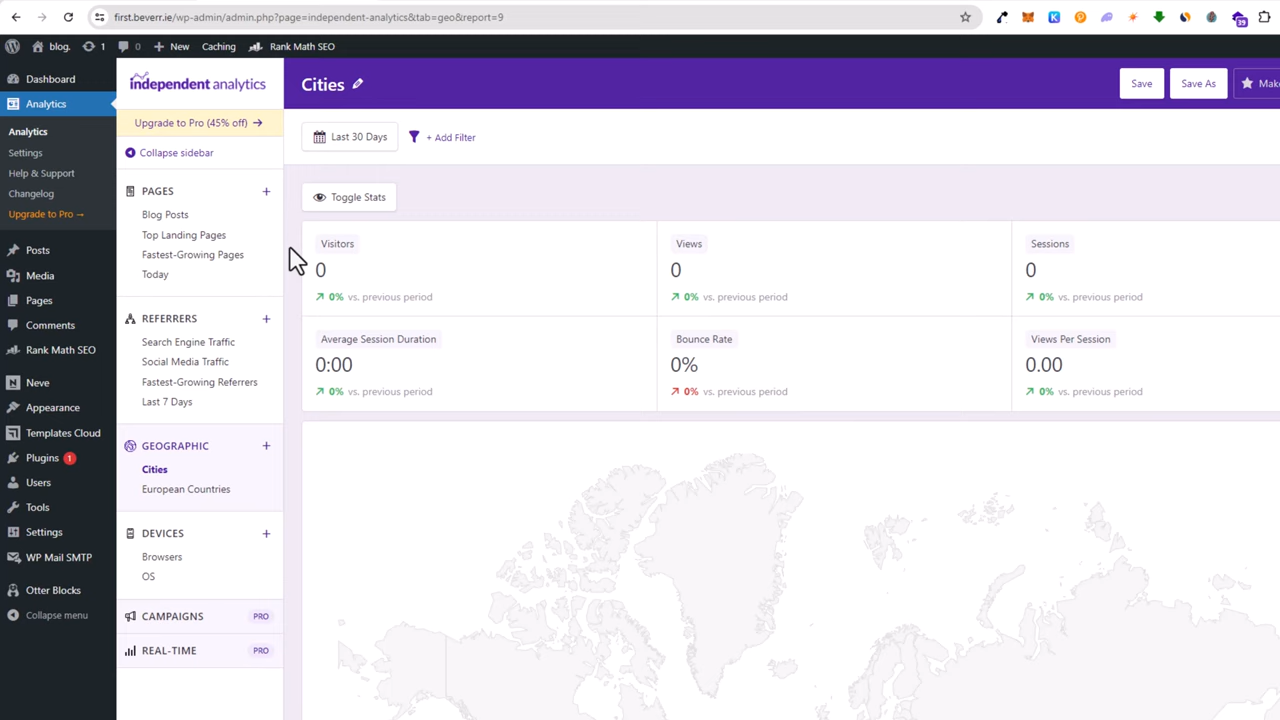 first.beverr.ie/wp-admin/admin.php?page=independent-analytics&tab=geo&report=9
39
blog.
1
0
New
Caching
Rank Math SEO
Dashboard
Analytics
Analytics
Settings
Help & Support
Changelog
Upgrade to Pro →
Posts
Media
Pages
Comments
Rank Math SEO
Neve
Appearance
Templates Cloud
Plugins 1
Users
Tools
Settings
WP Mail SMTP
Otter Blocks
Collapse menu
independent analytics
Upgrade to Pro (45% off) →
Collapse sidebar
PAGES +
Blog Posts
Top Landing Pages
Fastest-Growing Pages
Today
REFERRERS +
Search Engine Traffic
Social Media Traffic
Fastest-Growing Referrers
Last 7 Days
GEOGRAPHIC +
Cities
European Countries
DEVICES +
Browsers
OS
CAMPAIGNS PRO
REAL-TIME PRO
Cities
Save
Save As
Mak
Last 30 Days
+ Add Filter
Toggle Stats
Visitors
0
0% vs. previous period
Views
0
0% vs. previous period
Sessions
0
0% vs. previous period
Average Session Duration
0:00
0% vs. previous period
Bounce Rate
0%
0% vs. previous period
Views Per Session
0.00
0% vs. previous period